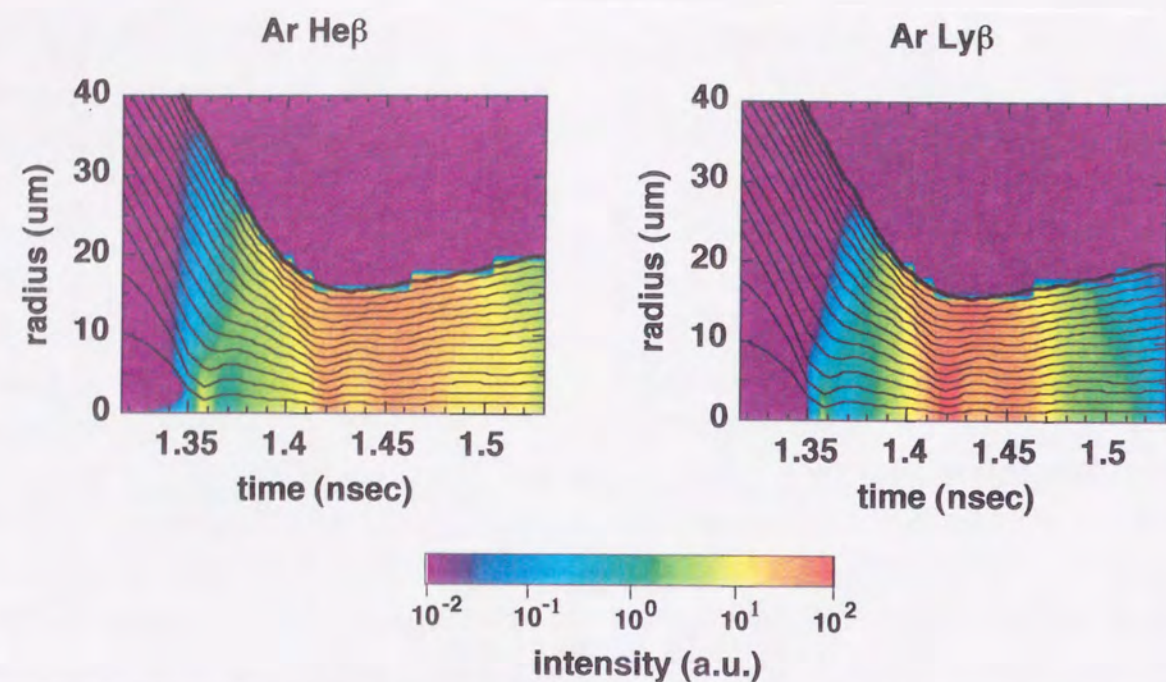 Ar Heβ
40
30
20
10
0
radius (um)
1.35 1.4 1.45 1.5
time (nsec)
Ar Lyβ
40
30
20
10
0
radius (um)
1.35 1.4 1.45 1.5
time (nsec)
10⁻² 10⁻¹ 10⁰ 10¹ 10²
intensity (a.u.)